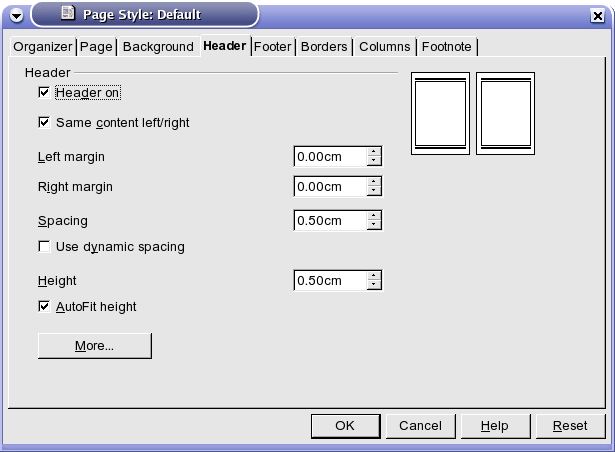 Page Style: Default
Organizer Page Background Header Footer Borders Columns Footnote
Header
Header on
Same content left/right
Left margin 0.00cm
Right margin 0.00cm
Spacing 0.50cm
Use dynamic spacing
Height 0.50cm
AutoFit height
More...
OK Cancel Help Reset